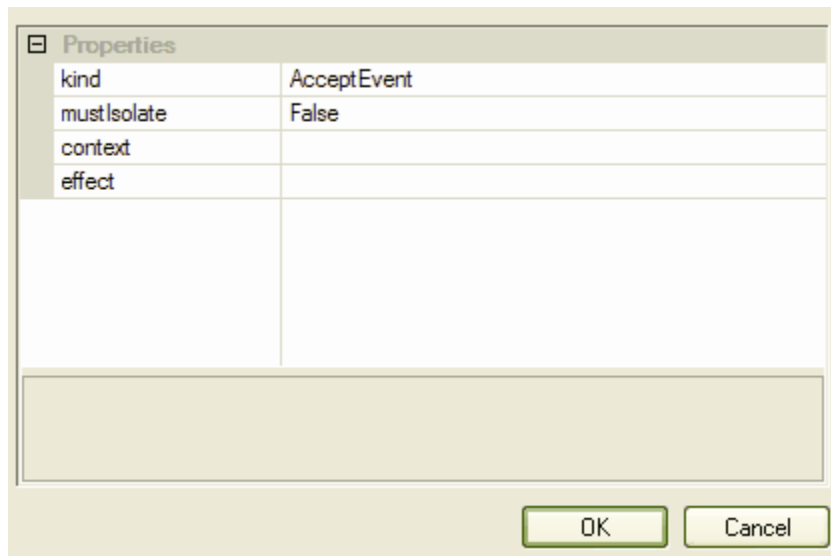 Properties
kind AcceptEvent
mustIsolate False
context
effect
OK Cancel